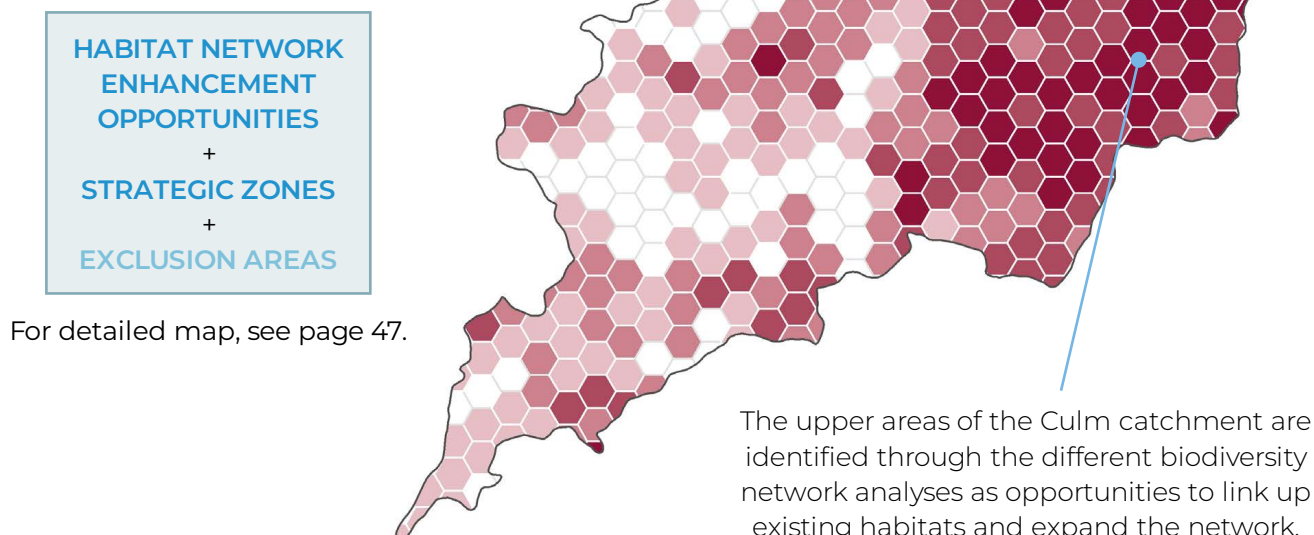 HABITAT NETWORK
ENHANCEMENT
OPPORTUNITIES
+
STRATEGIC ZONES
+
EXCLUSION AREAS
For detailed map, see page 47.
The upper areas of the Culm catchment are
identified through the different biodiversity
network analyses as opportunities to link up
existing habitats and expand the network.